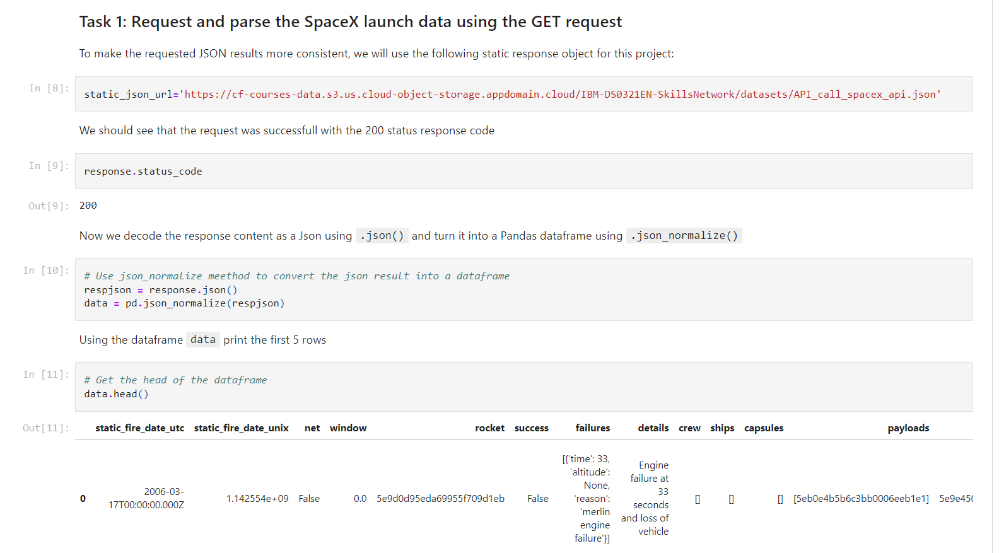 Task 1: Request and parse the SpaceX launch data using the GET request
To make the requested JSON results more consistent, we will use the following static response object for this project:
In [8]:
static_json_url='https://cf-courses-data.s3.us.cloud-object-storage.appdomain.cloud/IBM-DS0321EN-SkillsNetwork/datasets/API_call_spacex_api.json'
We should see that the request was successfull with the 200 status response code
In [9]:
response.status_code
Out[9]: 200
Now we decode the response content as a Json using .json() and turn it into a Pandas dataframe using .json_normalize()
In [10]:
# Use json_normalize meethod to convert the json result into a dataframe
respjson = response.json()
data = pd.json_normalize(respjson)
Using the dataframe data print the first 5 rows
In [11]:
# Get the head of the dataframe
data.head()
Out[11]:
static_fire_date_utc static_fire_date_unix net window rocket success failures details crew ships capsules payloads
0
2006-03-
17T00:00:00.000Z
1.142554e+09 False 0.0 5e9d0d95eda69955f709d1eb False
[{'time': 33,
'altitude':
None,
'reason':
'merlin
engine
failure'}]
Engine
failure at
33
seconds
and loss of
vehicle
[] [] [] [5eb0e4b5b6c3bb0006eeb1e1] 5e9e450